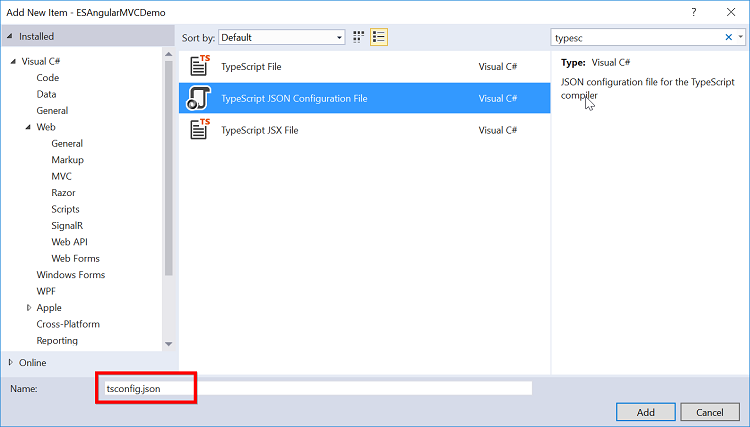 Add New Item - ESAngularMVCDemo
?
Installed
Sort by: Default
typesc
Visual C#
Code
Data
General
Web
General
Markup
MVC
Razor
Scripts
SignalR
Web API
Web Forms
Windows Forms
WPF
Apple
Cross-Platform
Reporting
Online
TS
TypeScript File
Visual C#
TypeScript JSON Configuration File
Visual C#
TS
TypeScript JSX File
Visual C#
Type: Visual C#
JSON configuration file for the TypeScript
compiler
Name:
tsconfig.json
Add
Cancel